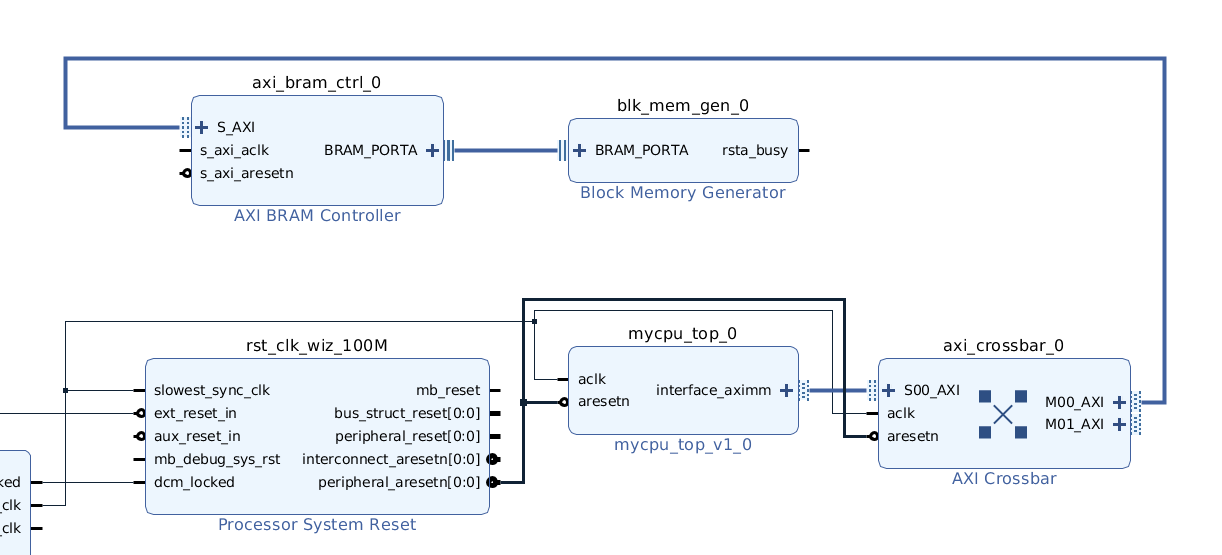 axi_bram_ctrl_0
S_AXI
s_axi_aclk
s_axi_aresetn
BRAM_PORTA
AXI BRAM Controller
blk_mem_gen_0
BRAM_PORTA
rsta_busy
Block Memory Generator
rst_clk_wiz_100M
slowest_sync_clk
ext_reset_in
aux_reset_in
mb_debug_sys_rst
dcm_locked
mb_reset
bus_struct_reset[0:0]
peripheral_reset[0:0]
interconnect_aresetn[0:0]
peripheral_aresetn[0:0]
Processor System Reset
mycpu_top_0
aclk
aresetn
interface_aximm
mycpu_top_v1_0
axi_crossbar_0
S00_AXI
aclk
aresetn
M00_AXI
M01_AXI
AXI Crossbar
ked
_clk
_clk